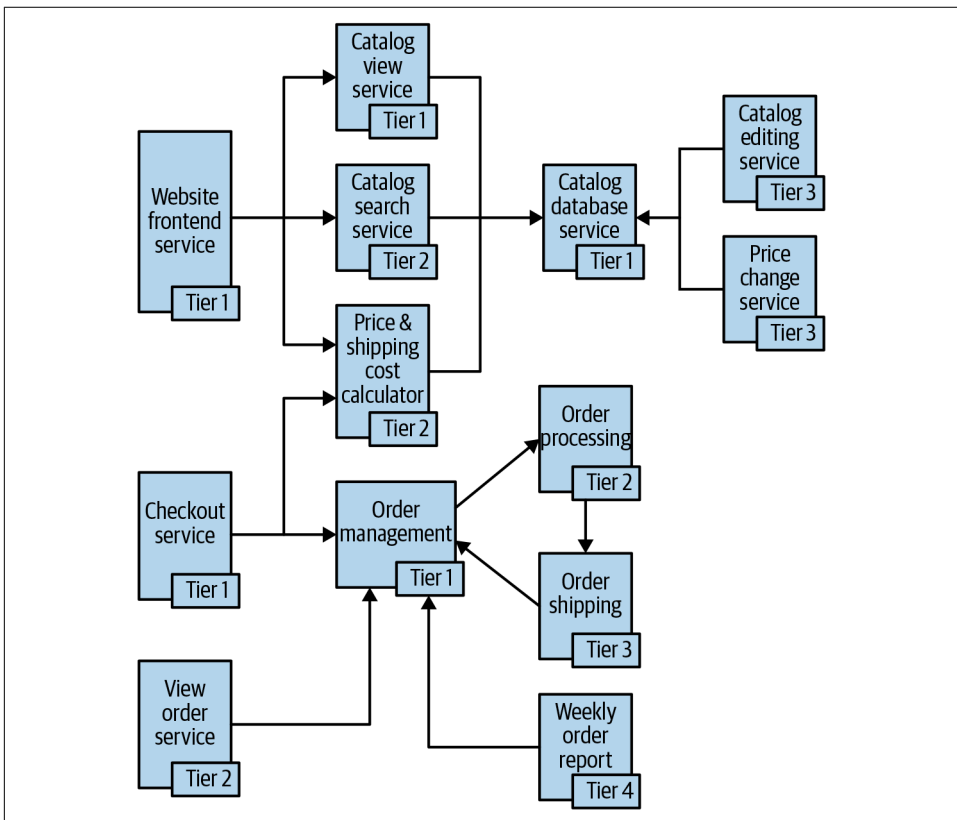 Catalog
view
service
Tier 1
Website
frontend
service
Tier 1
Catalog
search
service
Tier 2
Price &
shipping
cost
calculator
Tier 2
Catalog
database
service
Tier 1
Catalog
editing
service
Tier 3
Price
change
service
Tier 3
Checkout
service
Tier 1
Order
management
Tier 1
Order
processing
Tier 2
Order
shipping
Tier 3
View
order
service
Tier 2
Weekly
order
report
Tier 4